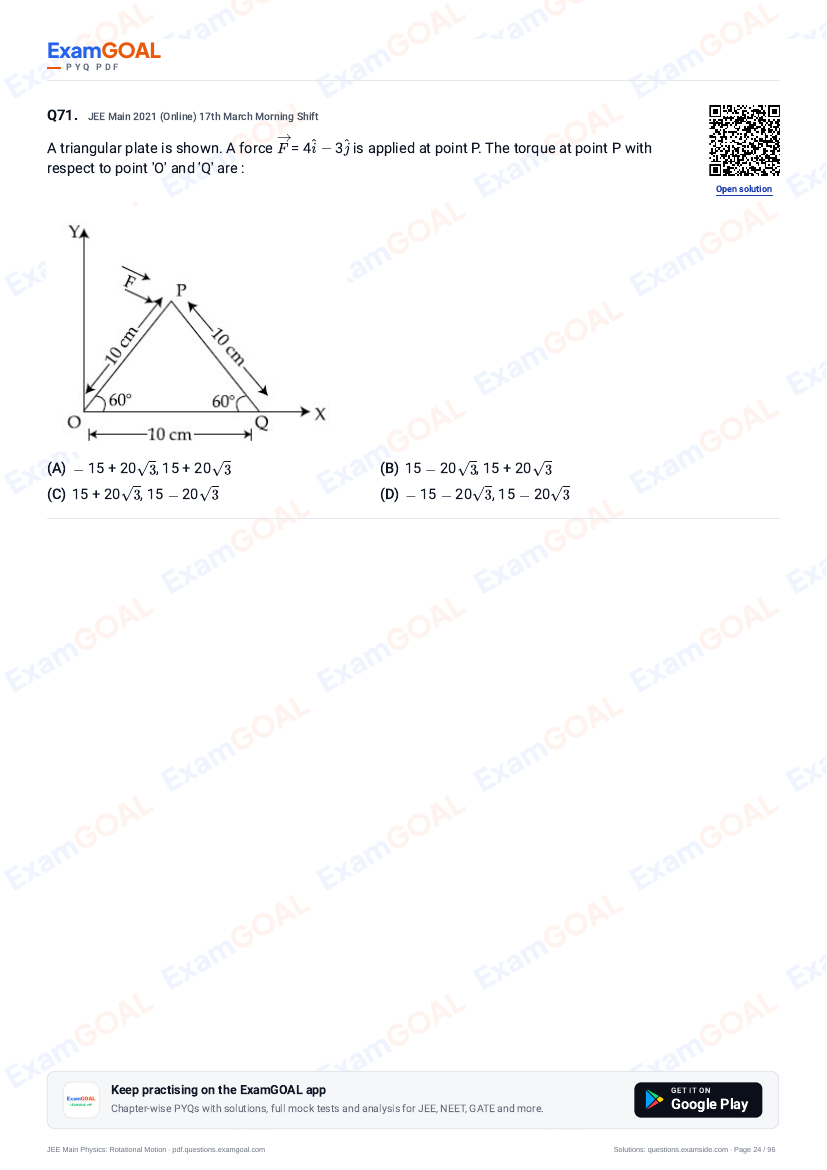 ExamGOAL
PYQ PDF
Q71. JEE Main 2021 (Online) 17th March Morning Shift
A triangular plate is shown. A force $\overrightarrow{F}$ = 4$\hat{i}$ − 3$\hat{j}$ is applied at point P. The torque at point P with
respect to point 'O' and 'Q' are :
Open solution
Y
F
P
10 cm
10 cm
60°
60°
O
Q
X
10 cm
(A) − 15 + 20√3, 15 + 20√3
(B) 15 − 20√3, 15 + 20√3
(C) 15 + 20√3, 15 − 20√3
(D) − 15 − 20√3, 15 − 20√3
Keep practising on the ExamGOAL app
Chapter-wise PYQs with solutions, full mock tests and analysis for JEE, NEET, GATE and more.
GET IT ON
Google Play
JEE Main Physics: Rotational Motion · pdf.questions.examgoal.com
Solutions: questions.examside.com · Page 24 / 96